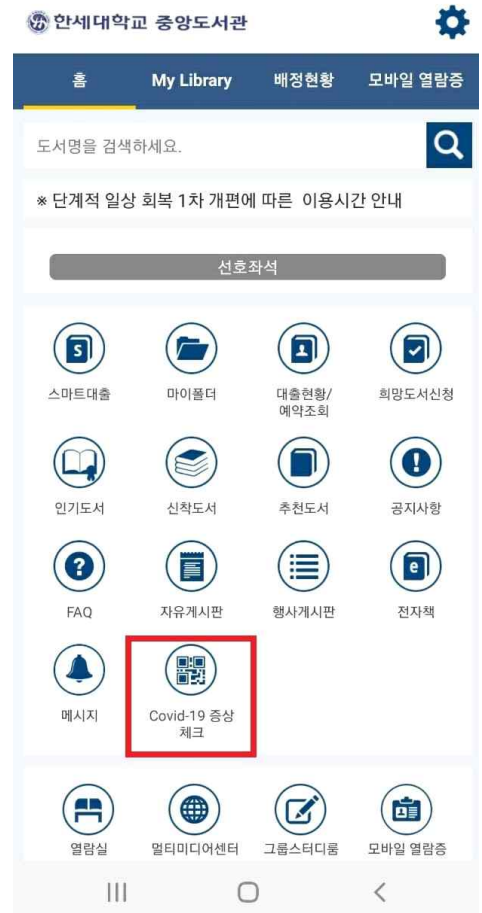 한세대학교 중앙도서관
홈 My Library 배정현황 모바일 열람증
도서명을 검색하세요.
※ 단계적 일상 회복 1차 개편에 따른 이용시간 안내
선호좌석
스마트대출 마이폴더 대출현황/ 희망도서신청
예약조회
인기도서 신착도서 추천도서 공지사항
FAQ 자유게시판 행사게시판 전자책
메시지 Covid-19 증상
체크
열람실 멀티미디어센터 그룹스터디룸 모바일 열람증